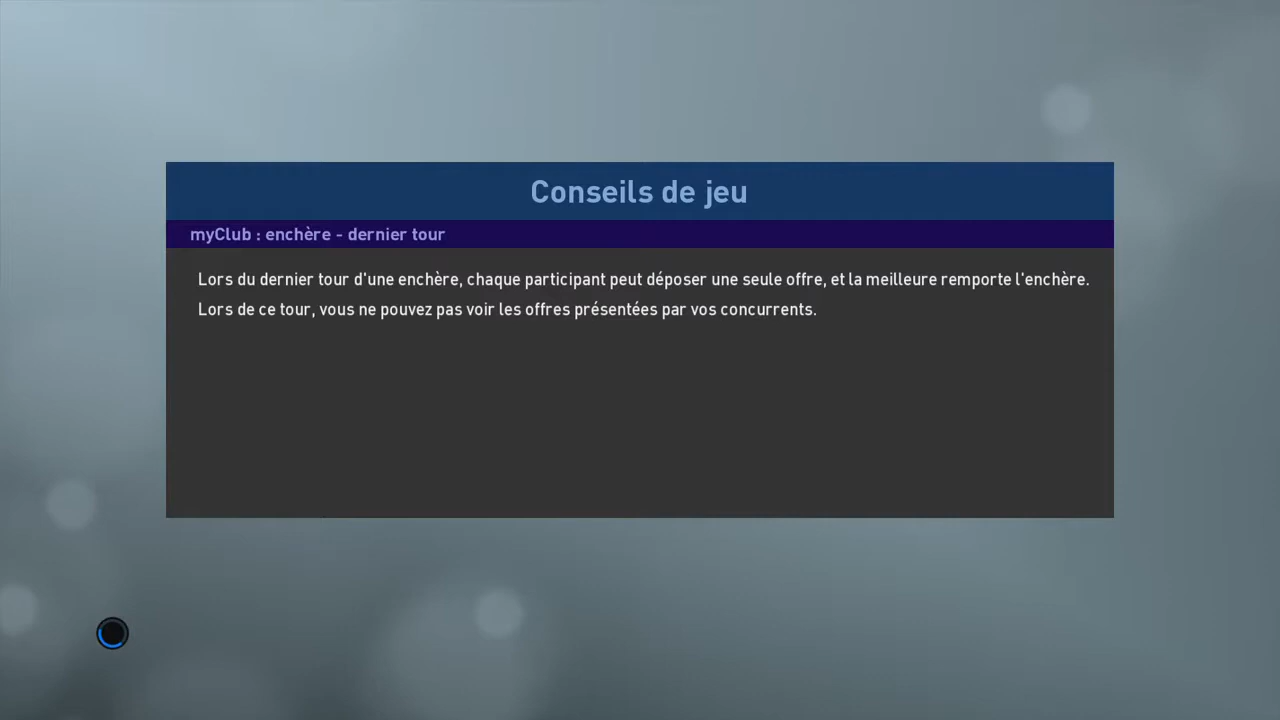 Conseils de jeu
myClub : enchère - dernier tour
Lors du dernier tour d'une enchère, chaque participant peut déposer une seule offre, et la meilleure remporte l'enchère.
Lors de ce tour, vous ne pouvez pas voir les offres présentées par vos concurrents.